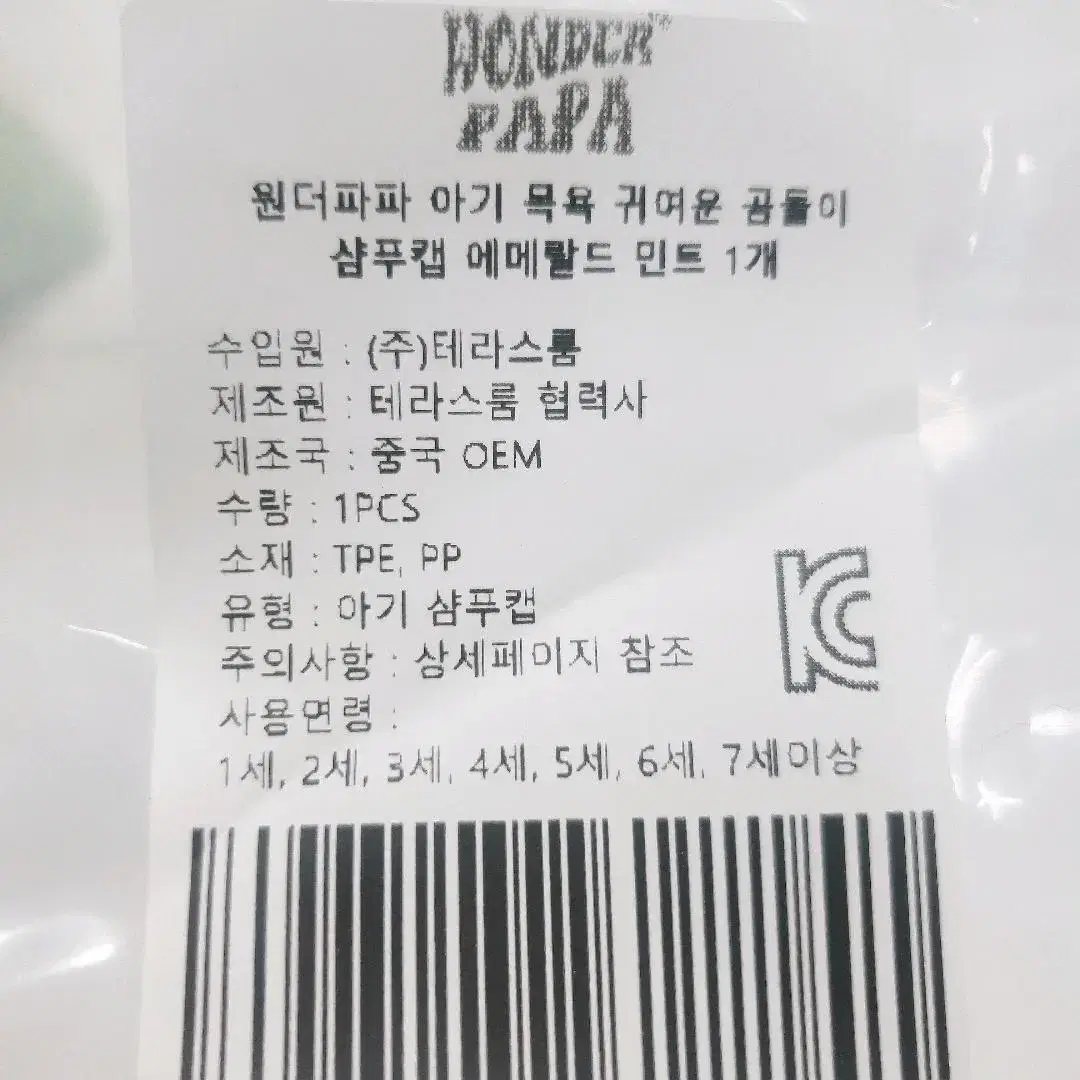 WONDER™
PAPA
원더파파 아기 목욕 귀여운 곰돌이
샴푸캡 에메랄드 민트 1개
수입원 : (주)테라스룸
제조원 : 테라스룸 협력사
제조국 : 중국 OEM
수량 : 1PCS
소재 : TPE, PP
유형 : 아기 샴푸캡
주의사항 : 상세페이지 참조
사용연령 :
1세, 2세, 3세, 4세, 5세, 6세, 7세이상
KC